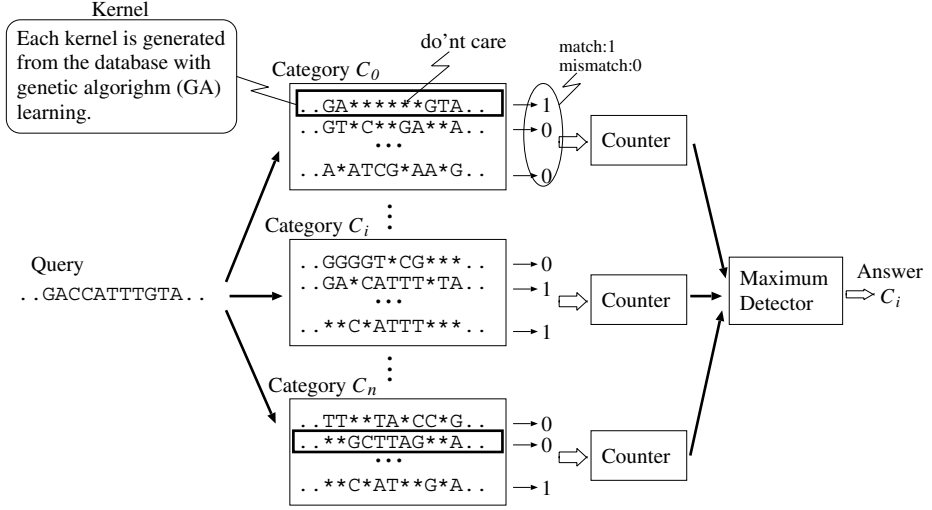 Kernel
Each kernel is generated
from the database with
genetic algorighm (GA)
learning.
do'nt care
match:1
mismatch:0
Category C0
..GA******GTA..
1
..GT*C**GA**A..
0
...
..A*ATCG*AA*G..
0
Counter
Category Ci
..GGGGT*CG***..
0
..GA*CATTT*TA..
1
...
..**C*ATTT***..
1
Counter
Query
..GACCATTTGTA..
Maximum
Detector
Answer
Ci
Category Cn
..TT**TA*CC*G..
0
..**GCTTAG**A..
0
...
..**C*AT**G*A..
1
Counter